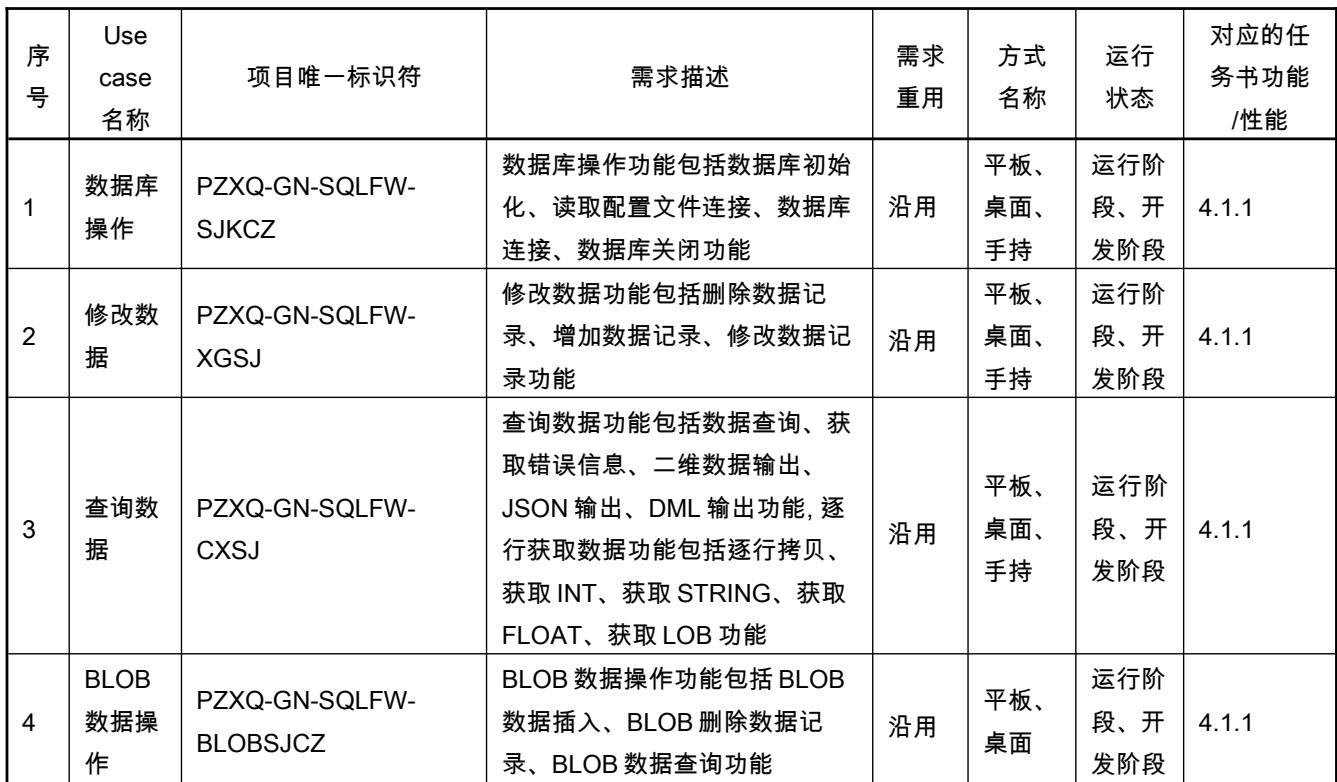 序号
Use case 名称
项目唯一标识符
需求描述
需求重用
方式名称
运行状态
对应的任务书功能/性能
1
数据库操作
PZXQ-GN-SQLFW-
SJKCZ
数据库操作功能包括数据库初始
化、读取配置文件连接、数据库
连接、数据库关闭功能
沿用
平板、
桌面、
手持
运行阶
段、开
发阶段
4.1.1
2
修改数
据
PZXQ-GN-SQLFW-
XGSJ
修改数据功能包括删除数据记
录、增加数据记录、修改数据记
录功能
沿用
平板、
桌面、
手持
运行阶
段、开
发阶段
4.1.1
3
查询数
据
PZXQ-GN-SQLFW-
CXSJ
查询数据功能包括数据查询、获
取错误信息、二维数据输出、
JSON 输出、DML 输出功能, 逐
行获取数据功能包括逐行拷贝、
获取 INT、获取 STRING、获取
FLOAT、获取 LOB 功能
沿用
平板、
桌面、
手持
运行阶
段、开
发阶段
4.1.1
4
BLOB
数据操
作
PZXQ-GN-SQLFW-
BLOBSJCZ
BLOB 数据操作功能包括 BLOB
数据插入、BLOB 删除数据记
录、BLOB 数据查询功能
沿用
平板、
桌面
运行阶
段、开
发阶段
4.1.1